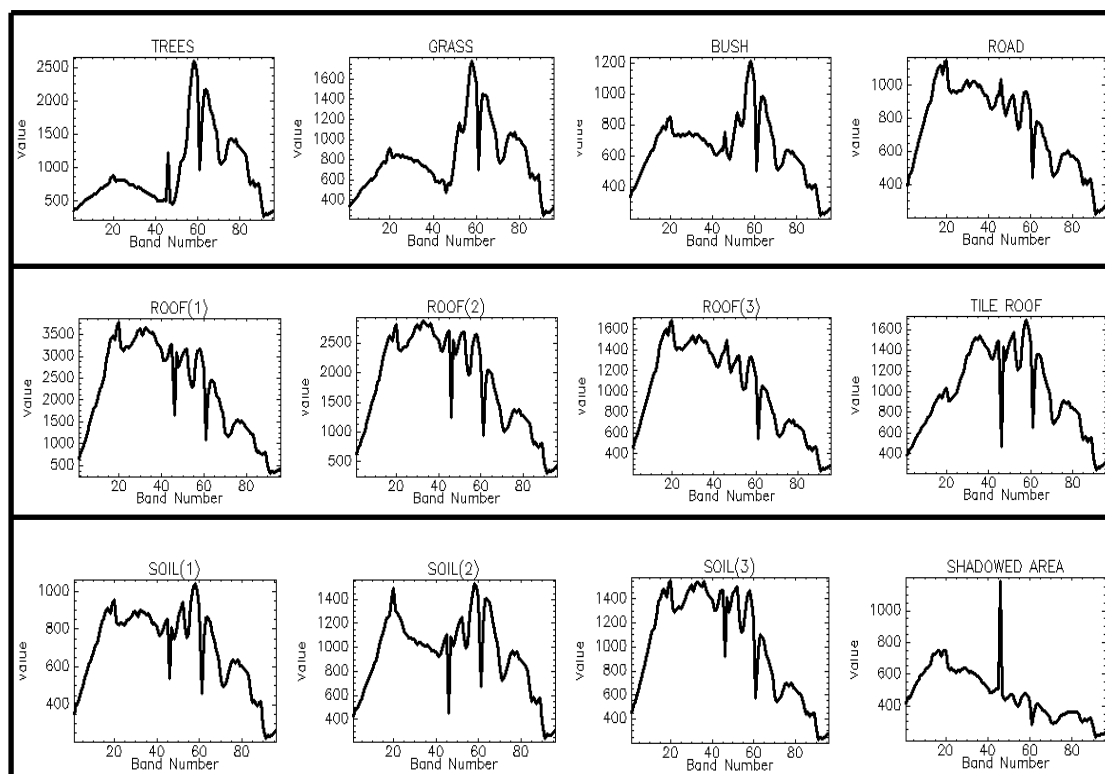 TREES
GRASS
BUSH
ROAD
Value
2500
2000
1500
1000
500
20 40 60 80
Band Number
Value
1600
1400
1200
1000
800
600
400
20 40 60 80
Band Number
Value
1200
1000
800
600
400
20 40 60 80
Band Number
Value
1000
800
600
400
20 40 60 80
Band Number
ROOF(1)
ROOF(2)
ROOF(3)
TILE ROOF
Value
3500
3000
2500
2000
1500
1000
500
20 40 60 80
Band Number
Value
2500
2000
1500
1000
500
20 40 60 80
Band Number
Value
1600
1400
1200
1000
800
600
400
20 40 60 80
Band Number
Value
1600
1400
1200
1000
800
600
400
20 40 60 80
Band Number
SOIL(1)
SOIL(2)
SOIL(3)
SHADOWED AREA
Value
1000
800
600
400
20 40 60 80
Band Number
Value
1400
1200
1000
800
600
400
20 40 60 80
Band Number
Value
1400
1200
1000
800
600
400
20 40 60 80
Band Number
Value
1000
800
600
400
200
20 40 60 80
Band Number